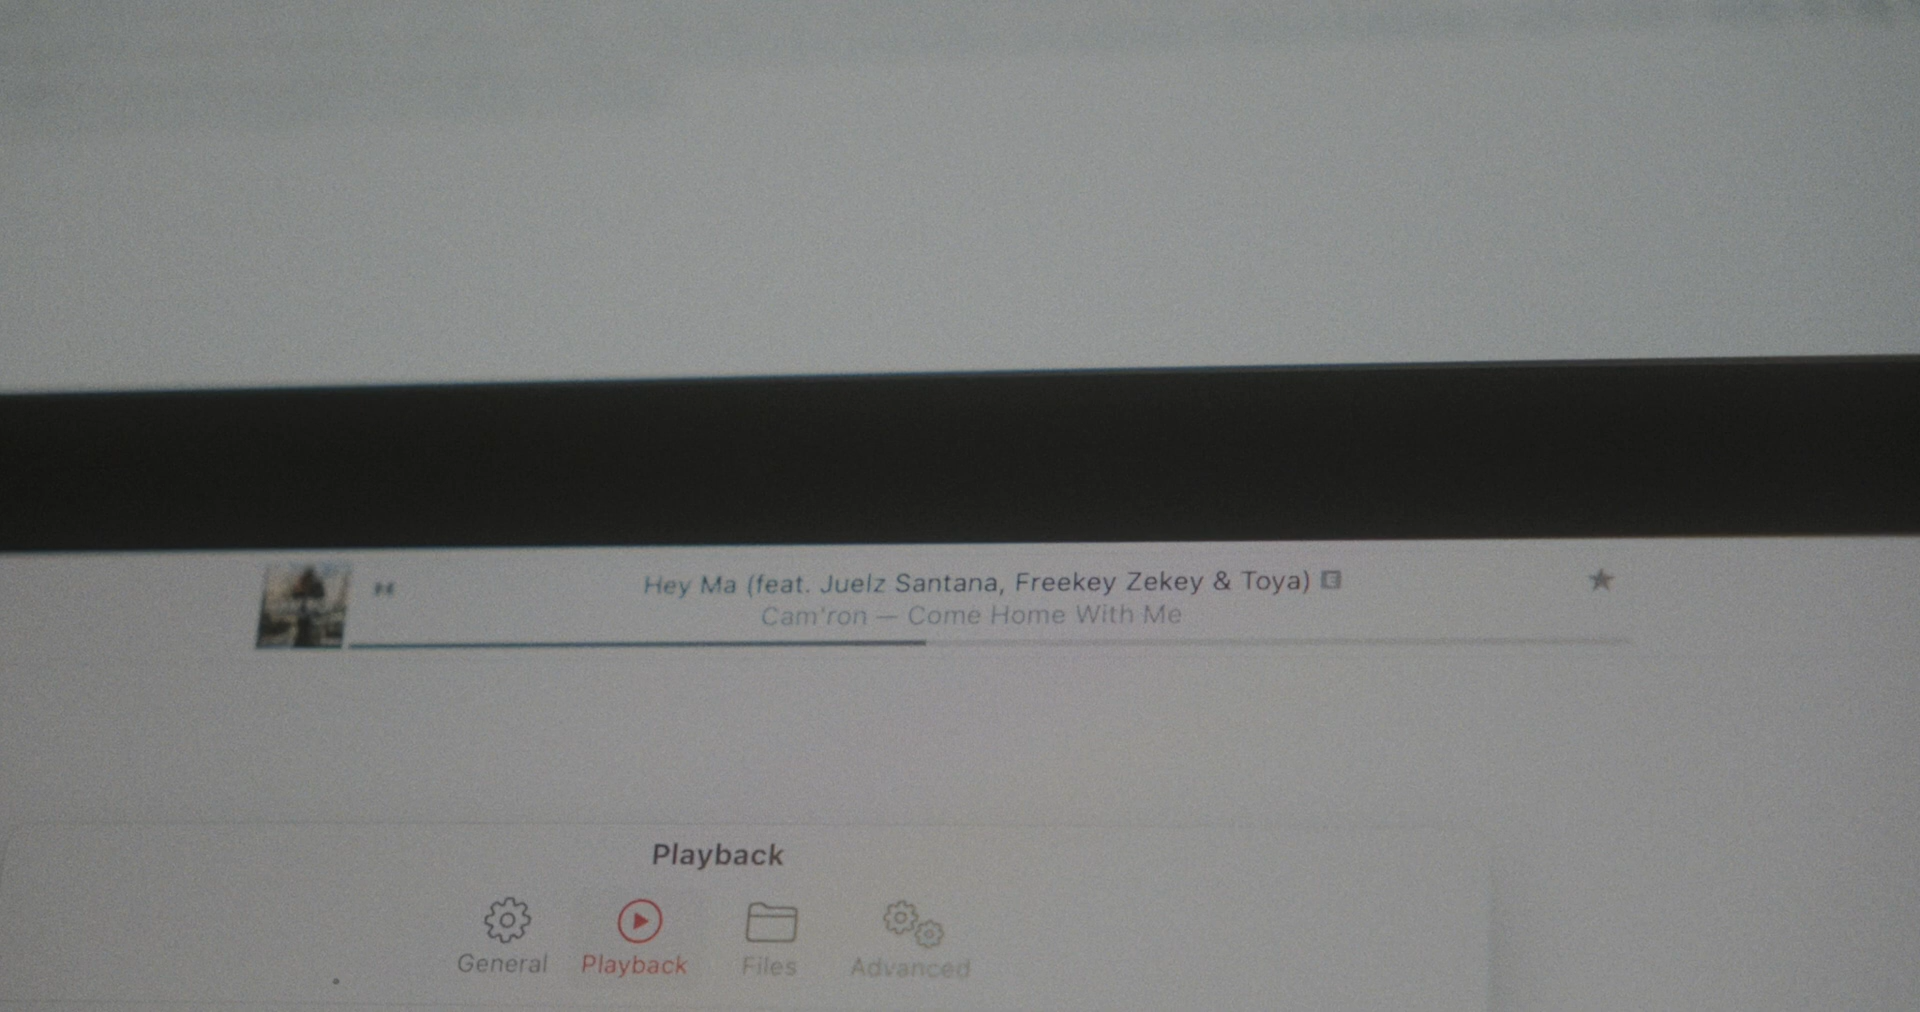 Hey Ma (feat. Juelz Santana, Freekey Zekey & Toya) E
Cam'ron — Come Home With Me
Playback
General
Playback
Files
Advanced